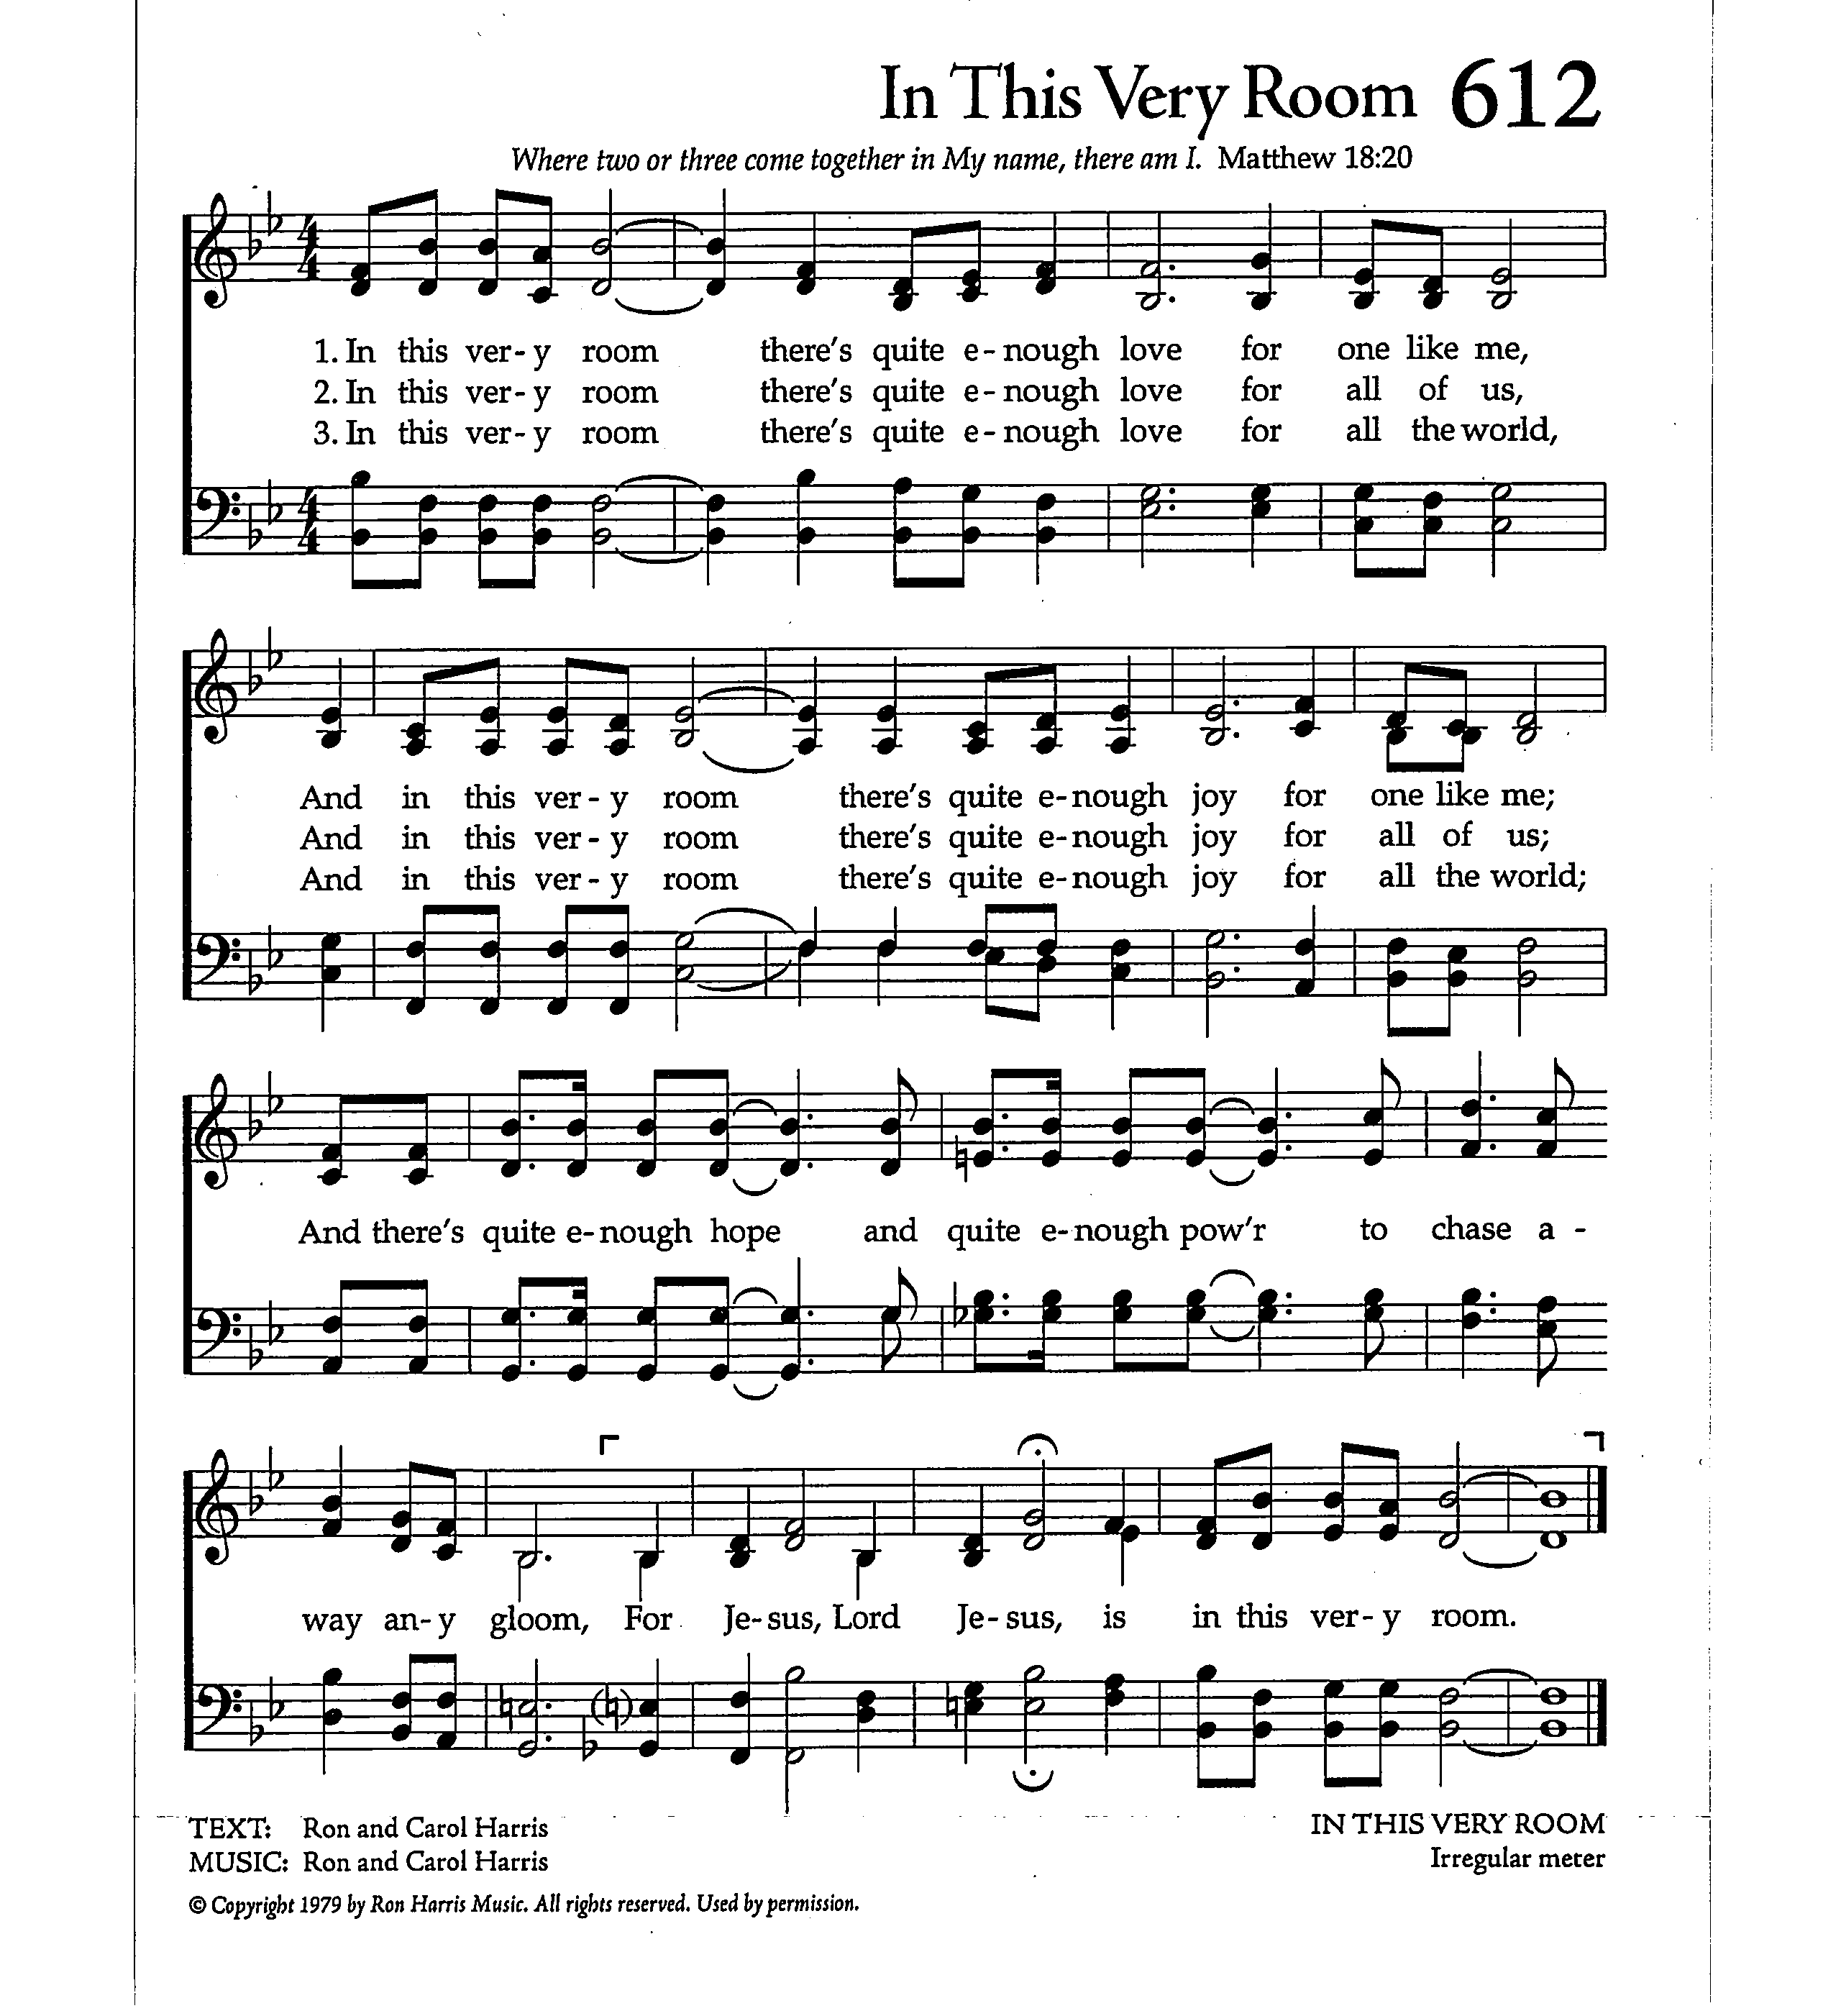 In This Very Room 612
Where two or three come together in My name, there am I. Matthew 18:20
1. In this ver-y room there's quite e-nough love for one like me,
2. In this ver-y room there's quite e-nough love for all of us,
3. In this ver-y room there's quite e-nough love for all the world,
And in this ver-y room there's quite e-nough joy for one like me;
And in this ver-y room there's quite e-nough joy for all of us;
And in this ver-y room there's quite e-nough joy for all the world;
And there's quite e-nough hope and quite e-nough pow'r to chase a-
way an-y gloom, For Je-sus, Lord Je-sus, is in this ver-y room.
TEXT: Ron and Carol Harris
MUSIC: Ron and Carol Harris
IN THIS VERY ROOM
Irregular meter
© Copyright 1979 by Ron Harris Music. All rights reserved. Used by permission.